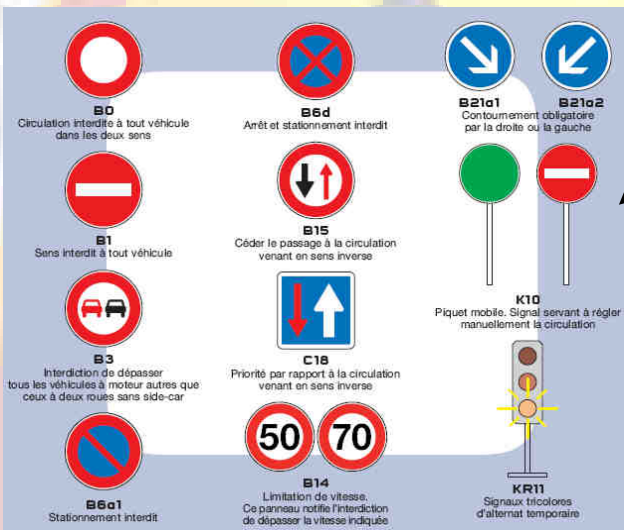 B0
Circulation interdite à tout véhicule
dans les deux sens
B1
Sens interdit à tout véhicule
B3
Interdiction de dépasser
tous les véhicules à moteur autres que
ceux à deux roues sans side-car
B6a1
Stationnement interdit
B6d
Arrêt et stationnement interdit
B15
Céder le passage à la circulation
venant en sens inverse
C18
Priorité par rapport à la circulation
venant en sens inverse
50 70
B14
Limitation de vitesse.
Ce panneau notifie l'interdiction
de dépasser la vitesse indiquée
B21a1 B21a2
Contournement obligatoire
par la droite ou la gauche
K10
Piquet mobile. Signal servant à régler
manuellement la circulation
KR11
Signaux tricolores
d'alternat temporaire